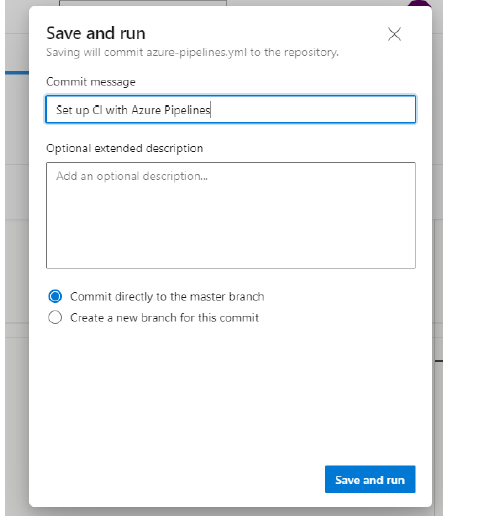 Save and run
Saving will commit azure-pipelines.yml to the repository.
Commit message
Set up CI with Azure Pipelines
Optional extended description
Add an optional description...
Commit directly to the master branch
Create a new branch for this commit
Save and run